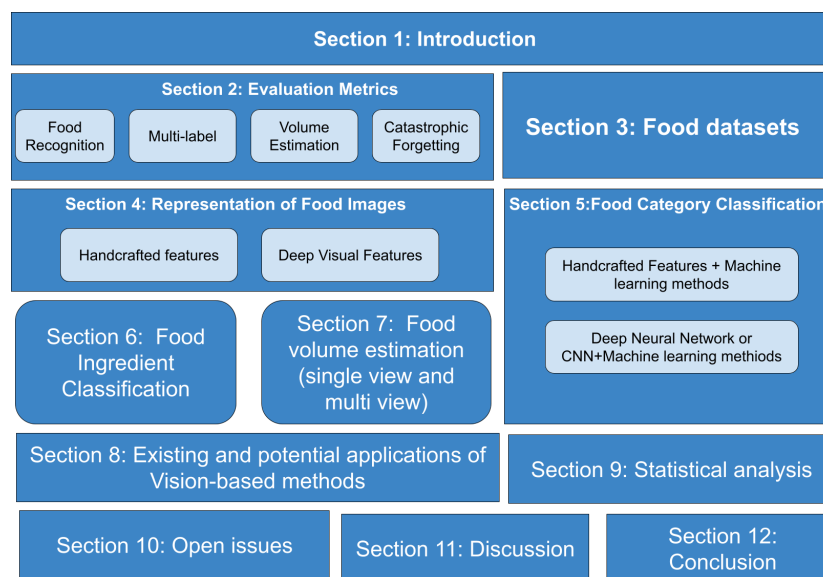 Section 1: Introduction
Section 2: Evaluation Metrics
Food
Recognition
Multi-label
Volume
Estimation
Catastrophic
Forgetting
Section 3: Food datasets
Section 4: Representation of Food Images
Handcrafted features
Deep Visual Features
Section 5:Food Category Classification
Handcrafted Features + Machine
learning methods
Deep Neural Network or
CNN+Machine learning methiods
Section 6:  Food
Ingredient
Classification
Section 7:  Food
volume estimation
(single view and
multi view)
Section 8: Existing and potential applications of
Vision-based methods
Section 9: Statistical analysis
Section 10: Open issues
Section 11: Discussion
Section 12:
Conclusion